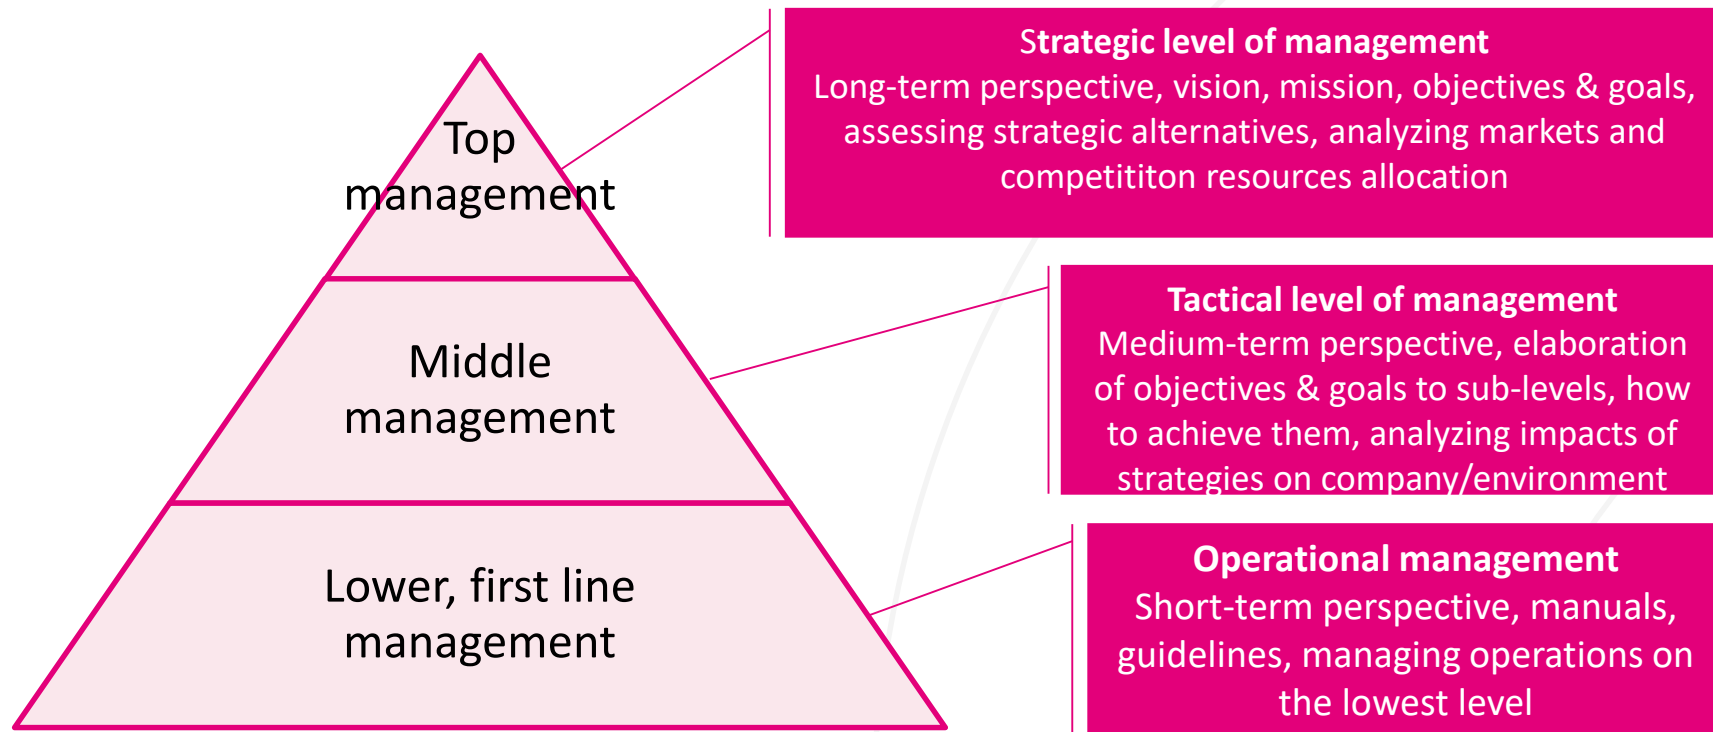 Top
management
Strategic level of management
Long-term perspective, vision, mission, objectives & goals,
assessing strategic alternatives, analyzing markets and
competititon resources allocation
Middle
management
Tactical level of management
Medium-term perspective, elaboration
of objectives & goals to sub-levels, how
to achieve them, analyzing impacts of
strategies on company/environment
Lower, first line
management
Operational management
Short-term perspective, manuals,
guidelines, managing operations on
the lowest level